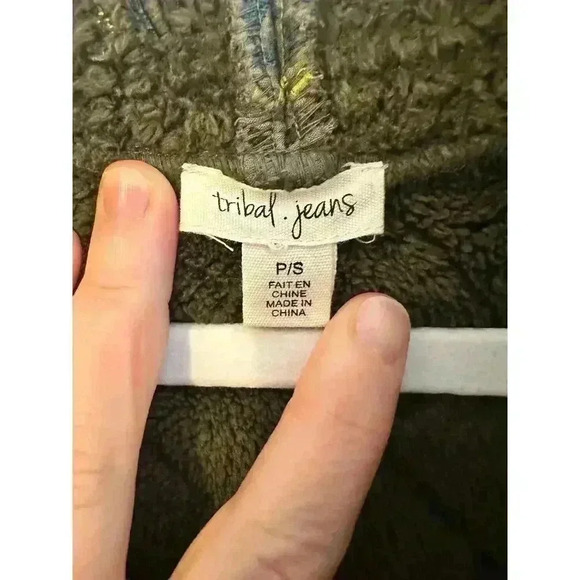 tribal.jeans
P/S
FAIT EN
CHINE
MADE IN
CHINA